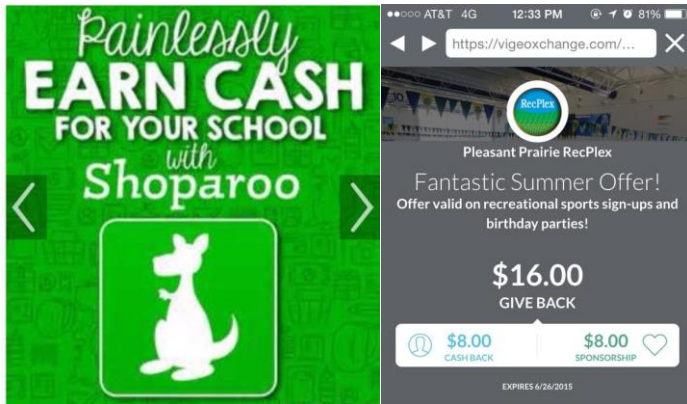 Painlessly
EARN CASH
FOR YOUR SCHOOL
with
Shoparoo
AT&T 4G 12:33 PM 81%
https://vigeoxchange.com/...
RecPlex
Pleasant Prairie RecPlex
Fantastic Summer Offer!
Offer valid on recreational sports sign-ups and
birthday parties!
$16.00
GIVE BACK
$8.00
CASH BACK
$8.00
SPONSORSHIP
EXPIRES 6/26/2015